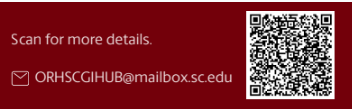 Scan for more details.
ORHSCGIHUB@mailbox.sc.edu